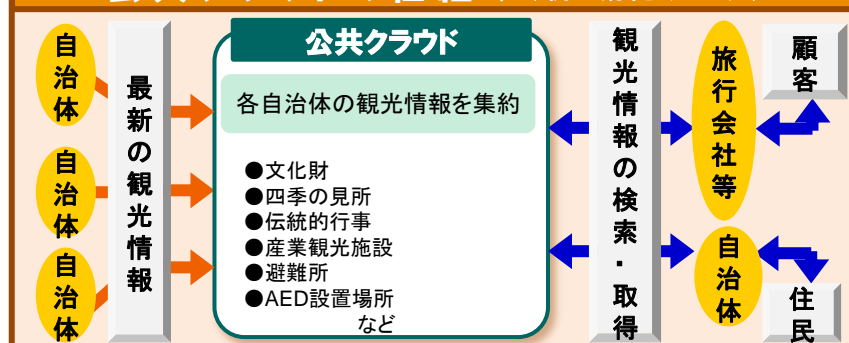 自治体
自治体
自治体
最新の観光情報
公共クラウド
各自治体の観光情報を集約
●文化財
●四季の見所
●伝統的行事
●産業観光施設
●避難所
●AED設置場所
など
観光情報の検索・取得
旅行会社等
自治体
顧客
住民